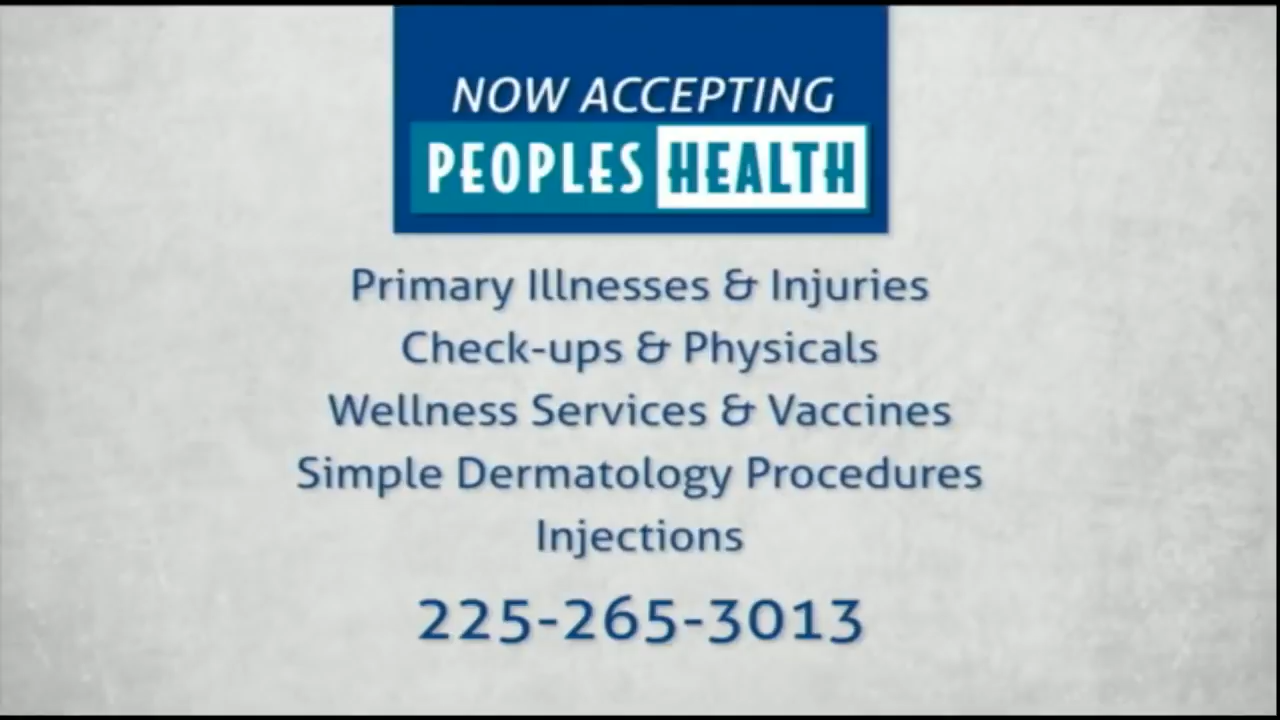 NOW ACCEPTING
PEOPLES HEALTH
Primary Illnesses & Injuries
Check-ups & Physicals
Wellness Services & Vaccines
Simple Dermatology Procedures
Injections
225-265-3013